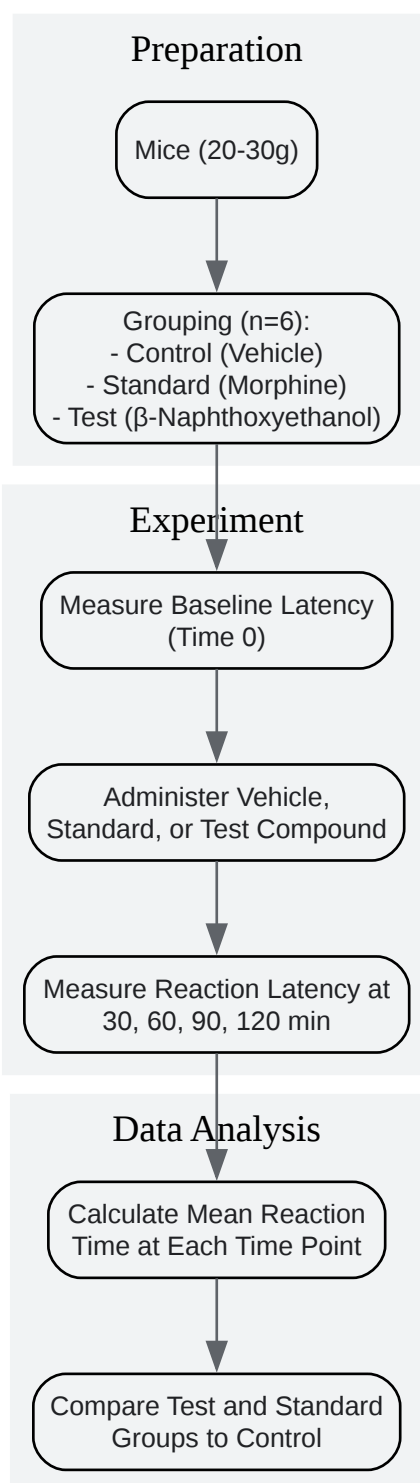 Preparation
Mice (20-30g)
Grouping (n=6):
- Control (Vehicle)
- Standard (Morphine)
- Test (β-Naphthoxyethanol)
Experiment
Measure Baseline Latency
(Time 0)
Administer Vehicle,
Standard, or Test Compound
Measure Reaction Latency at
30, 60, 90, 120 min
Data Analysis
Calculate Mean Reaction
Time at Each Time Point
Compare Test and Standard
Groups to Control